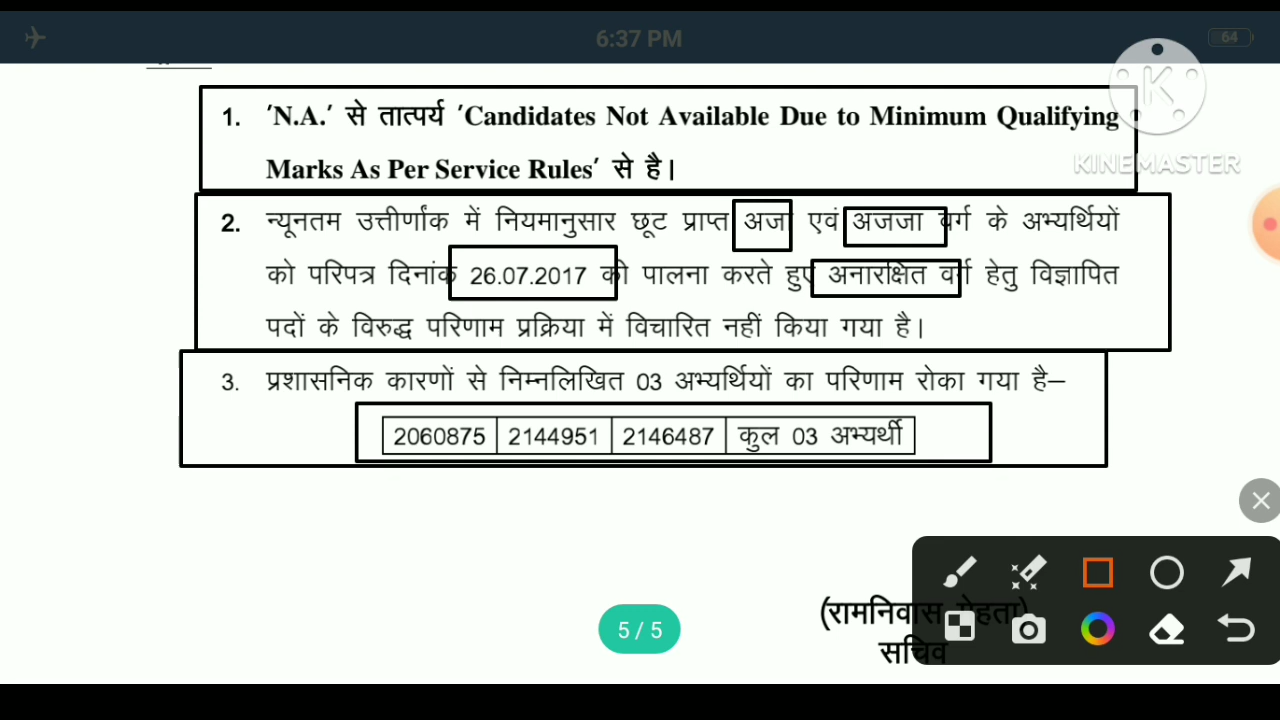 6:37 PM
64
1. 'N.A.' से तात्पर्य 'Candidates Not Available Due to Minimum Qualifying
Marks As Per Service Rules' से है।
KINEMASTER
2. न्यूनतम उत्तीर्णांक में नियमानुसार छूट प्राप्त अजा एवं अजजा वर्ग के अभ्यर्थियों
को परिपत्र दिनांक 26.07.2017 की पालना करते हुए अनारक्षित वर्ग हेतु विज्ञापित
पदों के विरुद्ध परिणाम प्रक्रिया में विचारित नहीं किया गया है।
3. प्रशासनिक कारणों से निम्नलिखित 03 अभ्यर्थियों का परिणाम रोका गया है–
2060875 2144951 2146487 कुल 03 अभ्यर्थी
(रामनिवास मेहता)
5 / 5
सचिव